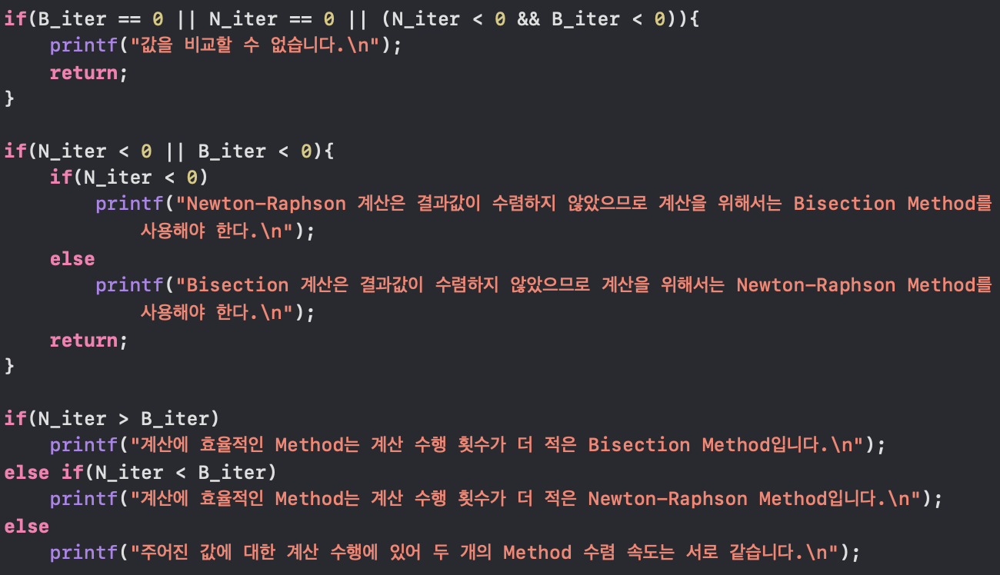 if(B_iter == 0 || N_iter == 0 || (N_iter < 0 && B_iter < 0)){
    printf("값을 비교할 수 없습니다.\n");
    return;
}

if(N_iter < 0 || B_iter < 0){
    if(N_iter < 0)
        printf("Newton-Raphson 계산은 결과값이 수렴하지 않았으므로 계산을 위해서는 Bisection Method를
            사용해야 한다.\n");
    else
        printf("Bisection 계산은 결과값이 수렴하지 않았으므로 계산을 위해서는 Newton-Raphson Method를
            사용해야 한다.\n");
    return;
}

if(N_iter > B_iter)
    printf("계산에 효율적인 Method는 계산 수행 횟수가 더 적은 Bisection Method입니다.\n");
else if(N_iter < B_iter)
    printf("계산에 효율적인 Method는 계산 수행 횟수가 더 적은 Newton-Raphson Method입니다.\n");
else
    printf("주어진 값에 대한 계산 수행에 있어 두 개의 Method 수렴 속도는 서로 같습니다.\n");